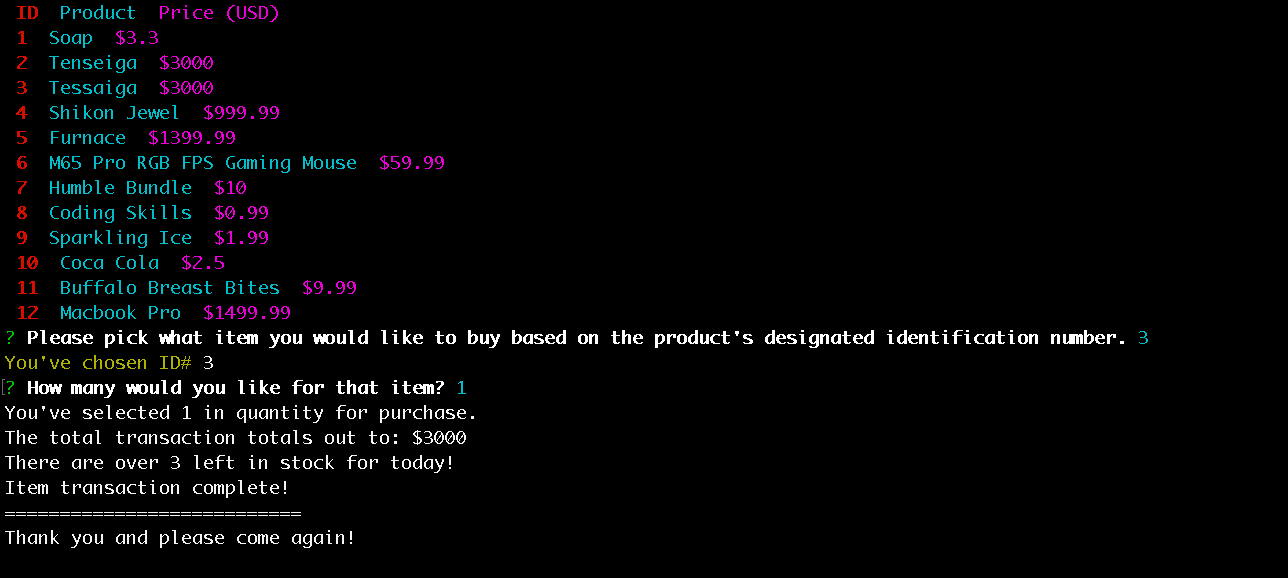 ID  Product  Price (USD)
1  Soap  $3.3
2  Tenseiga  $3000
3  Tessaiga  $3000
4  Shikon Jewel  $999.99
5  Furnace  $1399.99
6  M65 Pro RGB FPS Gaming Mouse  $59.99
7  Humble Bundle  $10
8  Coding Skills  $0.99
9  Sparkling Ice  $1.99
10  Coca Cola  $2.5
11  Buffalo Breast Bites  $9.99
12  Macbook Pro  $1499.99
? Please pick what item you would like to buy based on the product's designated identification number. 3
You've chosen ID# 3
[? How many would you like for that item? 1
You've selected 1 in quantity for purchase.
The total transaction totals out to: $3000
There are over 3 left in stock for today!
Item transaction complete!
===========================
Thank you and please come again!